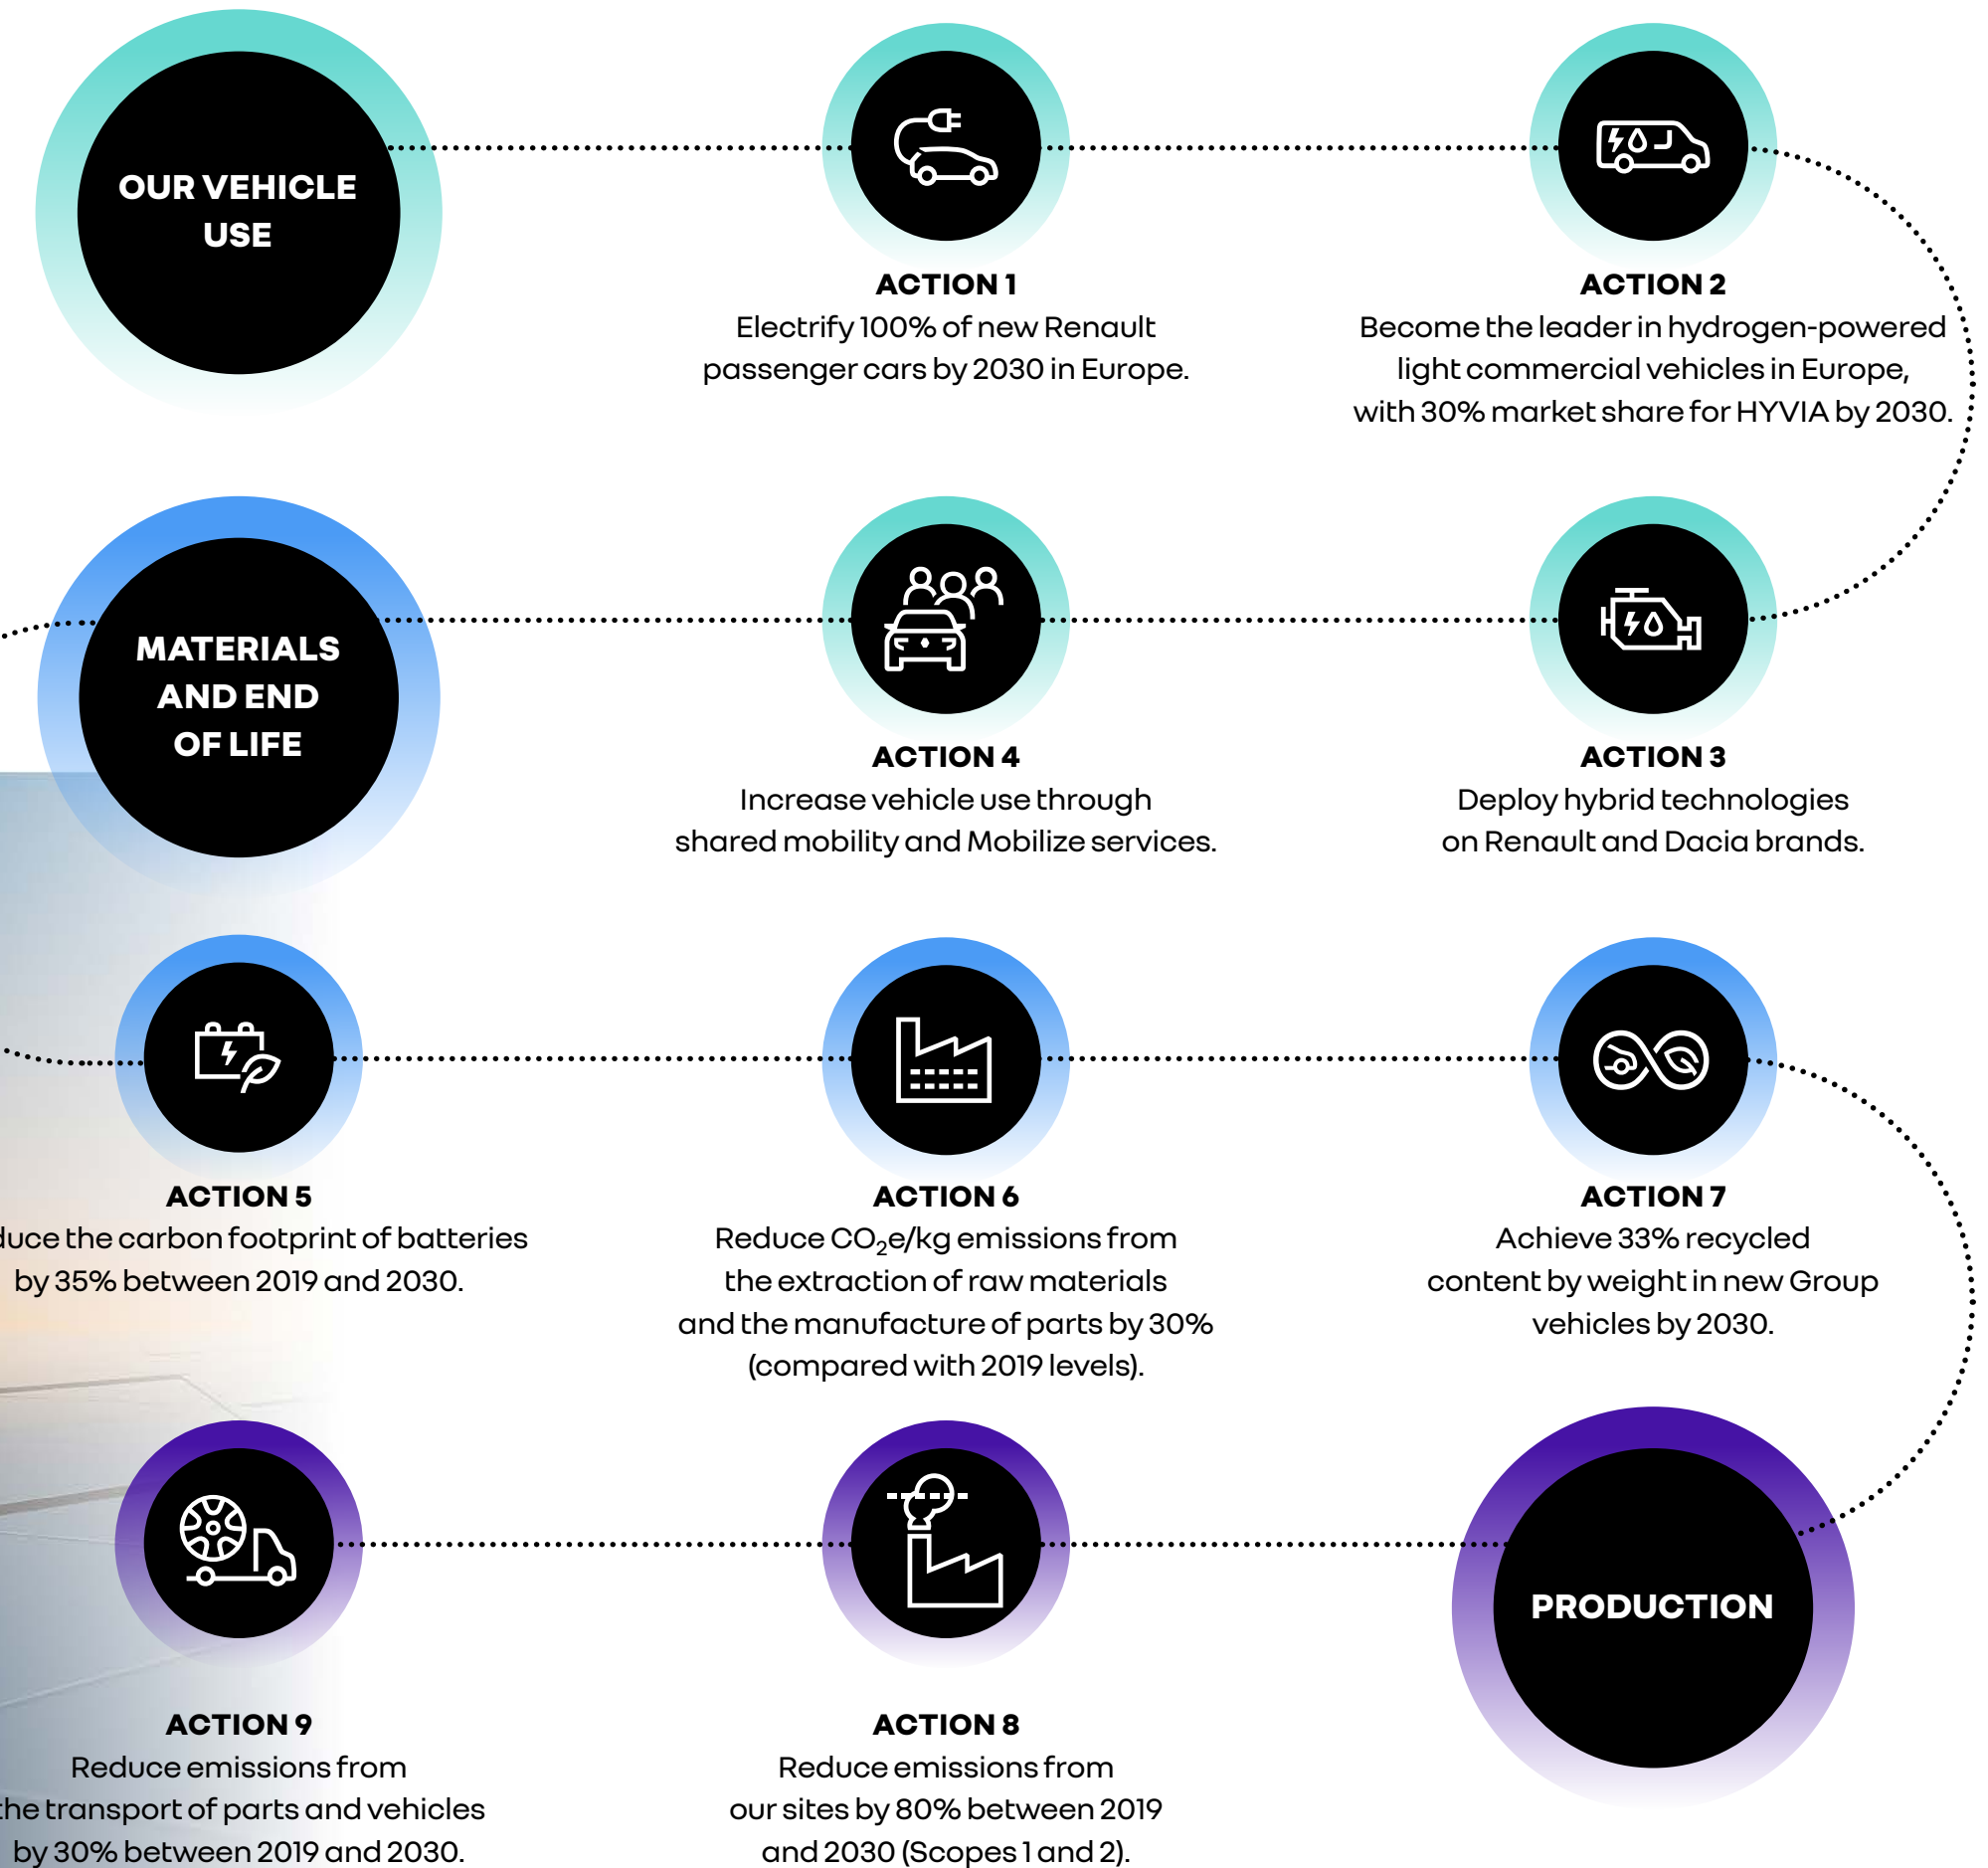 OUR VEHICLE
USE
ACTION 1
Electrify 100% of new Renault
passenger cars by 2030 in Europe.
ACTION 2
Become the leader in hydrogen-powered
light commercial vehicles in Europe,
with 30% market share for HYVIA by 2030.
MATERIALS
AND END
OF LIFE
ACTION 4
Increase vehicle use through
shared mobility and Mobilize services.
ACTION 3
Deploy hybrid technologies
on Renault and Dacia brands.
ACTION 5
duce the carbon footprint of batteries
by 35% between 2019 and 2030.
ACTION 6
Reduce CO₂e/kg emissions from
the extraction of raw materials
and the manufacture of parts by 30%
(compared with 2019 levels).
ACTION 7
Achieve 33% recycled
content by weight in new Group
vehicles by 2030.
ACTION 9
Reduce emissions from
the transport of parts and vehicles
by 30% between 2019 and 2030.
ACTION 8
Reduce emissions from
our sites by 80% between 2019
and 2030 (Scopes 1 and 2).
PRODUCTION